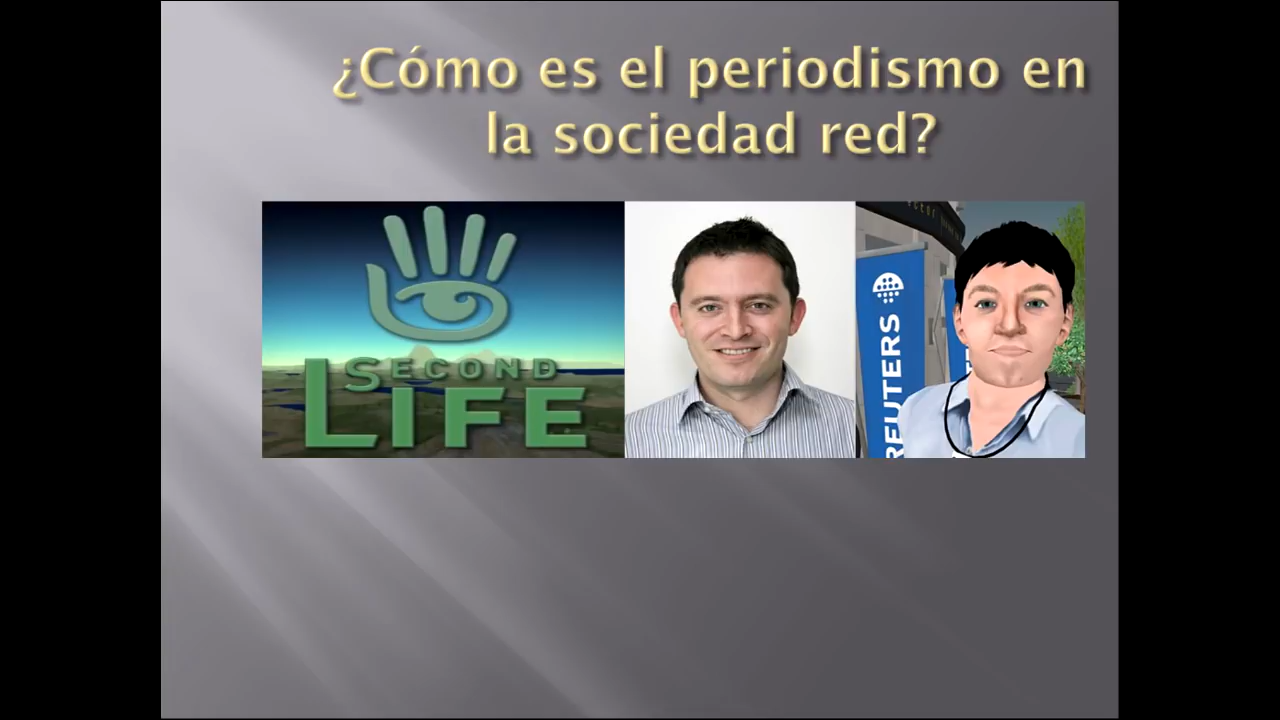 ¿Cómo es el periodismo en
la sociedad red?
SECOND
LIFE
REUTERS